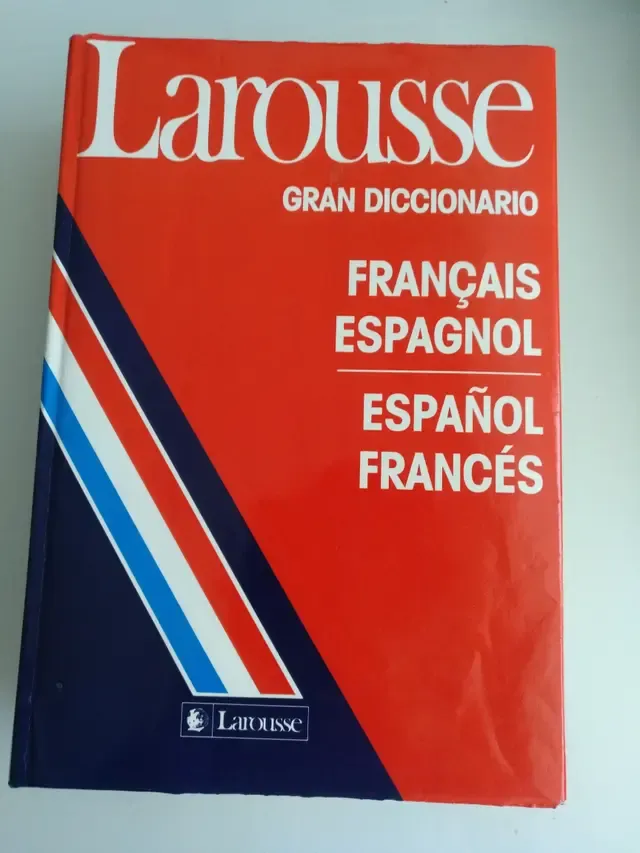 Larousse
GRAN DICCIONARIO
FRANÇAIS
ESPAGNOL
ESPAÑOL
FRANCÉS
Larousse